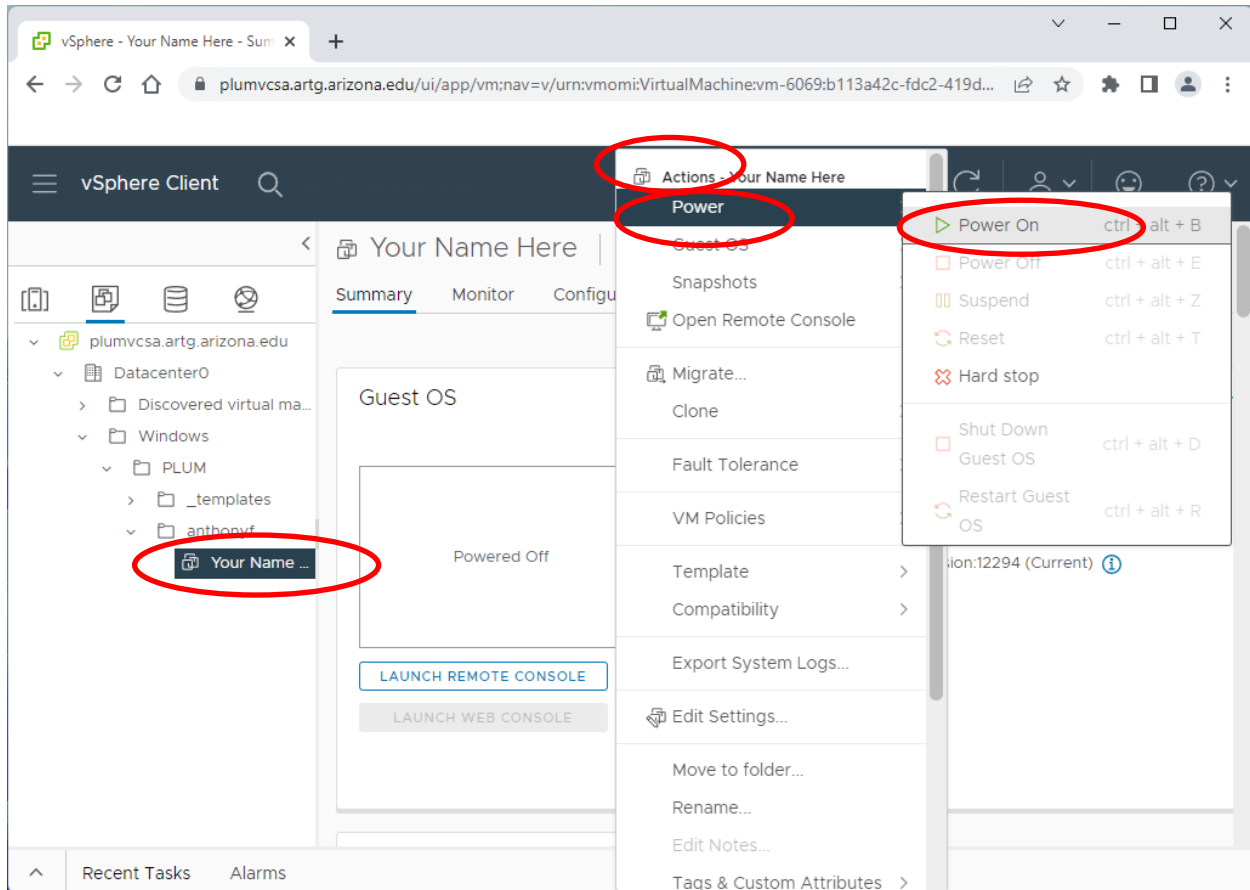 vSphere - Your Name Here - Sum
plumvcsa.artg.arizona.edu/ui/app/vm;nav=v/urn:vmomi:VirtualMachine:vm-6069:b113a42c-fdc2-419d...
vSphere Client
Your Name Here
Summary Monitor Configu
plumvcsa.artg.arizona.edu
Datacenter0
Discovered virtual ma...
Windows
PLUM
_templates
anthonyf
Your Name ...
Guest OS
Powered Off
LAUNCH REMOTE CONSOLE
LAUNCH WEB CONSOLE
Actions - Your Name Here
Power
Guest OS
Snapshots
Open Remote Console
Migrate...
Clone
Fault Tolerance
VM Policies
Template
Compatibility
Export System Logs...
Edit Settings...
Move to folder...
Rename...
Edit Notes...
Tags & Custom Attributes
Power On ctrl + alt + B
Power Off ctrl + alt + E
Suspend ctrl + alt + Z
Reset ctrl + alt + T
Hard stop
Shut Down
Guest OS
ctrl + alt + D
Restart Guest
OS
ctrl + alt + R
sion:12294 (Current)
Recent Tasks Alarms